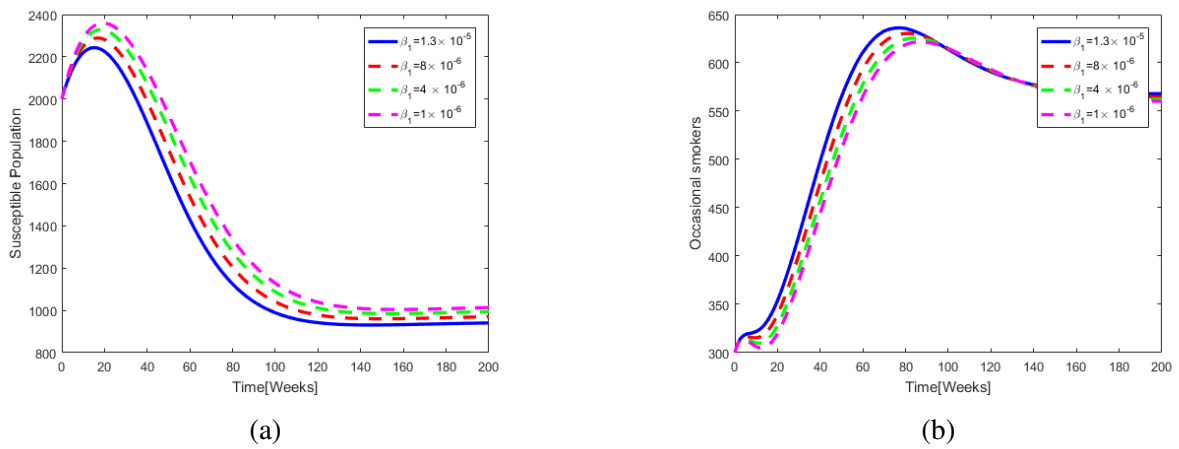 2400
2200
2000
1800
1600
1400
1200
1000
800
Susceptible Population
0 20 40 60 80 100 120 140 160 180 200
Time[Weeks]
β₁=1.3× 10⁻⁵
β₁=8× 10⁻⁶
β₁=4 × 10⁻⁶
β₁=1× 10⁻⁶
(a)
650
600
550
500
450
400
350
300
Occasional smokers
0 20 40 60 80 100 120 140 160 180 200
Time[Weeks]
β₁=1.3× 10⁻⁵
β₁=8× 10⁻⁶
β₁=4 × 10⁻⁶
β₁=1× 10⁻⁶
(b)